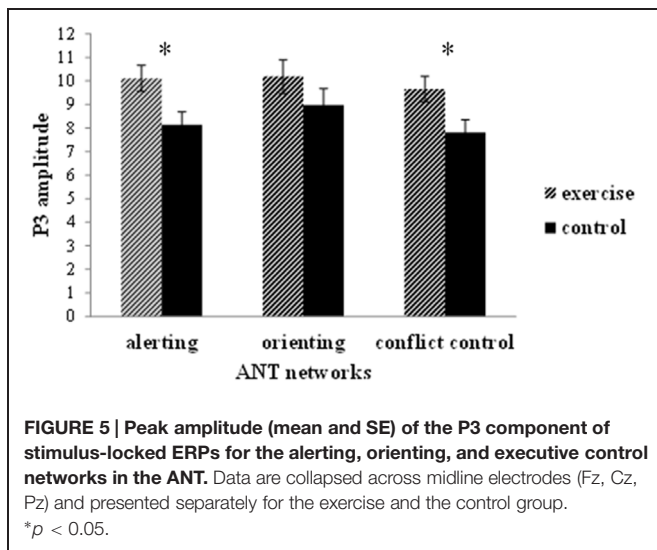 *
*
12
11
10
9
8
7
6
5
4
3
2
1
0
P3 amplitude
exercise
control
alerting orienting conflict control
ANT networks
FIGURE 5 | Peak amplitude (mean and SE) of the P3 component of
stimulus-locked ERPs for the alerting, orienting, and executive control
networks in the ANT. Data are collapsed across midline electrodes (Fz, Cz,
Pz) and presented separately for the exercise and the control group.
*p < 0.05.